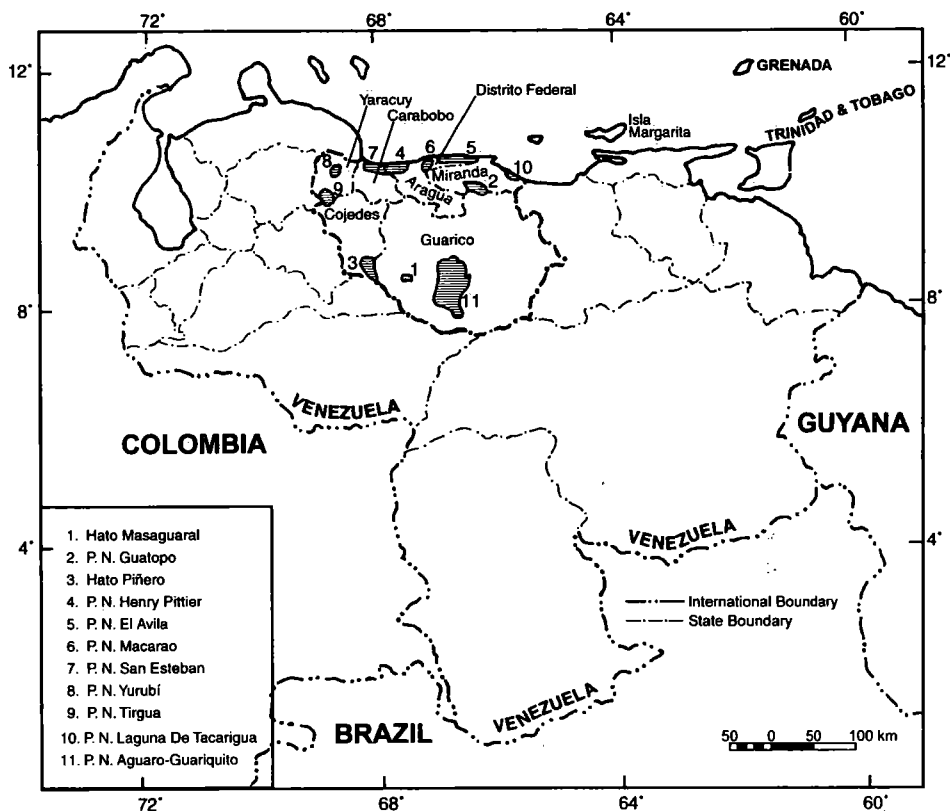 72°
68°
64°
60°
12°
12°
GRENADA
Distrito Federal
Yaracuy
Carabobo
Isla
Margarita
TRINIDAD & TOBAGO
8
7
4
6
5
10
Miranda
2
Aragua
9
Cojedes
Guarico
3
1
11
8°
8°
VENEZUELA
COLOMBIA
GUYANA
4°
4°
VENEZUELA
1. Hato Masaguaral
2. P. N. Guatopo
3. Hato Piñero
4. P. N. Henry Pittier
5. P. N. El Avila
6. P. N. Macarao
7. P. N. San Esteban
8. P. N. Yurubí
9. P. N. Tirgua
10. P. N. Laguna De Tacarigua
11. P. N. Aguaro-Guariquito
International Boundary
State Boundary
VENEZUELA
BRAZIL
50 0 50 100 km
72°
68°
64°
60°